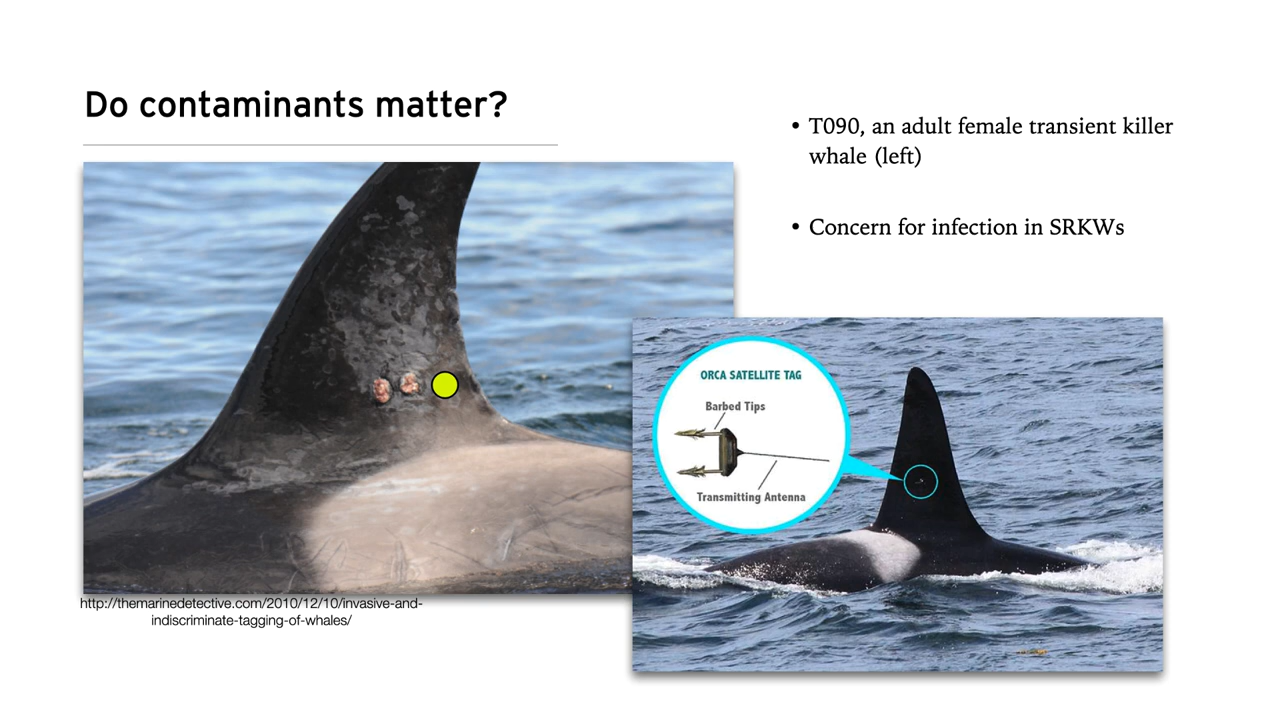 Do contaminants matter?
• T090, an adult female transient killer
whale (left)
• Concern for infection in SRKWs
ORCA SATELLITE TAG
Barbed Tips
Transmitting Antenna
http://themarinedetective.com/2010/12/10/invasive-and-
indiscriminate-tagging-of-whales/